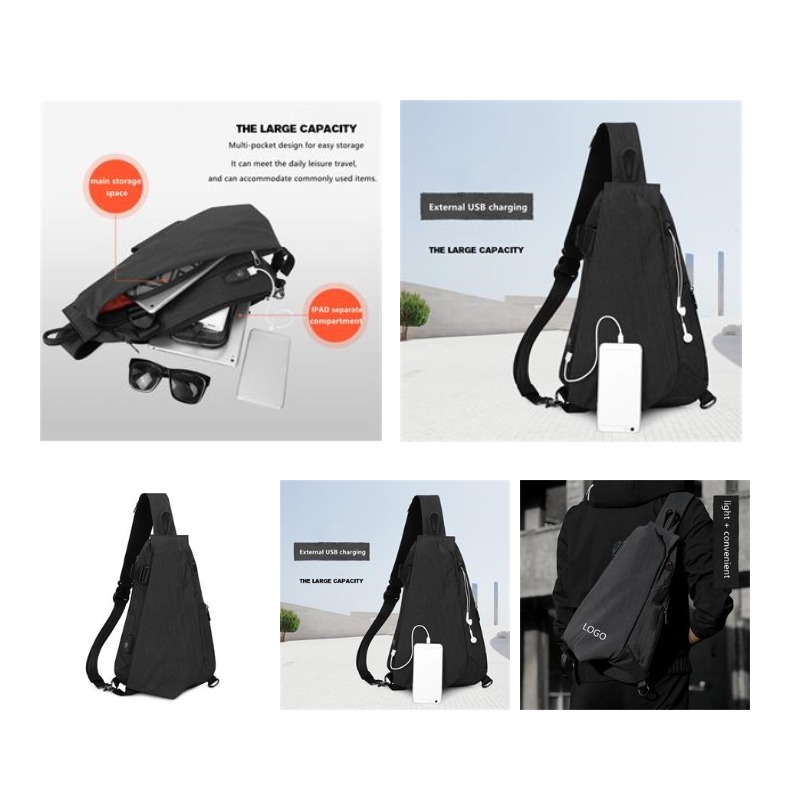 THE LARGE CAPACITY
Multi-pocket design for easy storage
It can meet the daily leisure travel,
and can accommodate commonly used items.
main storage
space
IPAD separate
compartment
External USB charging
THE LARGE CAPACITY
External USB charging
THE LARGE CAPACITY
light + convenient
LOGO